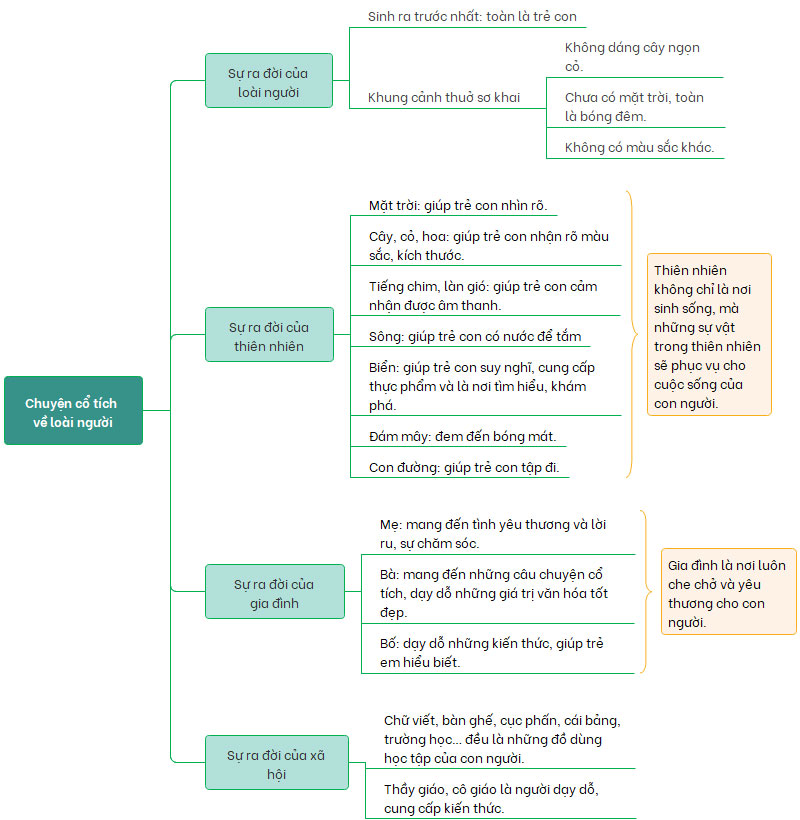 Sinh ra trước nhất: toàn là trẻ con
Sự ra đời của
loài người
Khung cảnh thuở sơ khai
Không dáng cây ngọn
cỏ.
Chưa có mặt trời, toàn
là bóng đêm.
Không có màu sắc khác.
Mặt trời: giúp trẻ con nhìn rõ.
Cây, cỏ, hoa: giúp trẻ con nhận rõ màu
sắc, kích thước.
Tiếng chim, làn gió: giúp trẻ con cảm
nhận được âm thanh.
Sự ra đời của
thiên nhiên
Sông: giúp trẻ con có nước để tắm
Biển: giúp trẻ con suy nghĩ, cung cấp
thực phẩm và là nơi tìm hiểu, khám
phá.
Đám mây: đem đến bóng mát.
Con đường: giúp trẻ con tập đi.
Thiên nhiên
không chỉ là nơi
sinh sống, mà
những sự vật
trong thiên nhiên
sẽ phục vụ cho
cuộc sống của
con người.
Chuyện cổ tích
về loài người
Mẹ: mang đến tình yêu thương và lời
ru, sự chăm sóc.
Sự ra đời của
gia đình
Bà: mang đến những câu chuyện cổ
tích, dạy dỗ những giá trị văn hóa tốt
đẹp.
Bố: dạy dỗ những kiến thức, giúp trẻ
em hiểu biết.
Gia đình là nơi luôn
che chở và yêu
thương cho con
người.
Sự ra đời của xã
hội
Chữ viết, bàn ghế, cục phấn, cái bảng,
trường học... đều là những đồ dùng
học tập của con người.
Thầy giáo, cô giáo là người dạy dỗ,
cung cấp kiến thức.